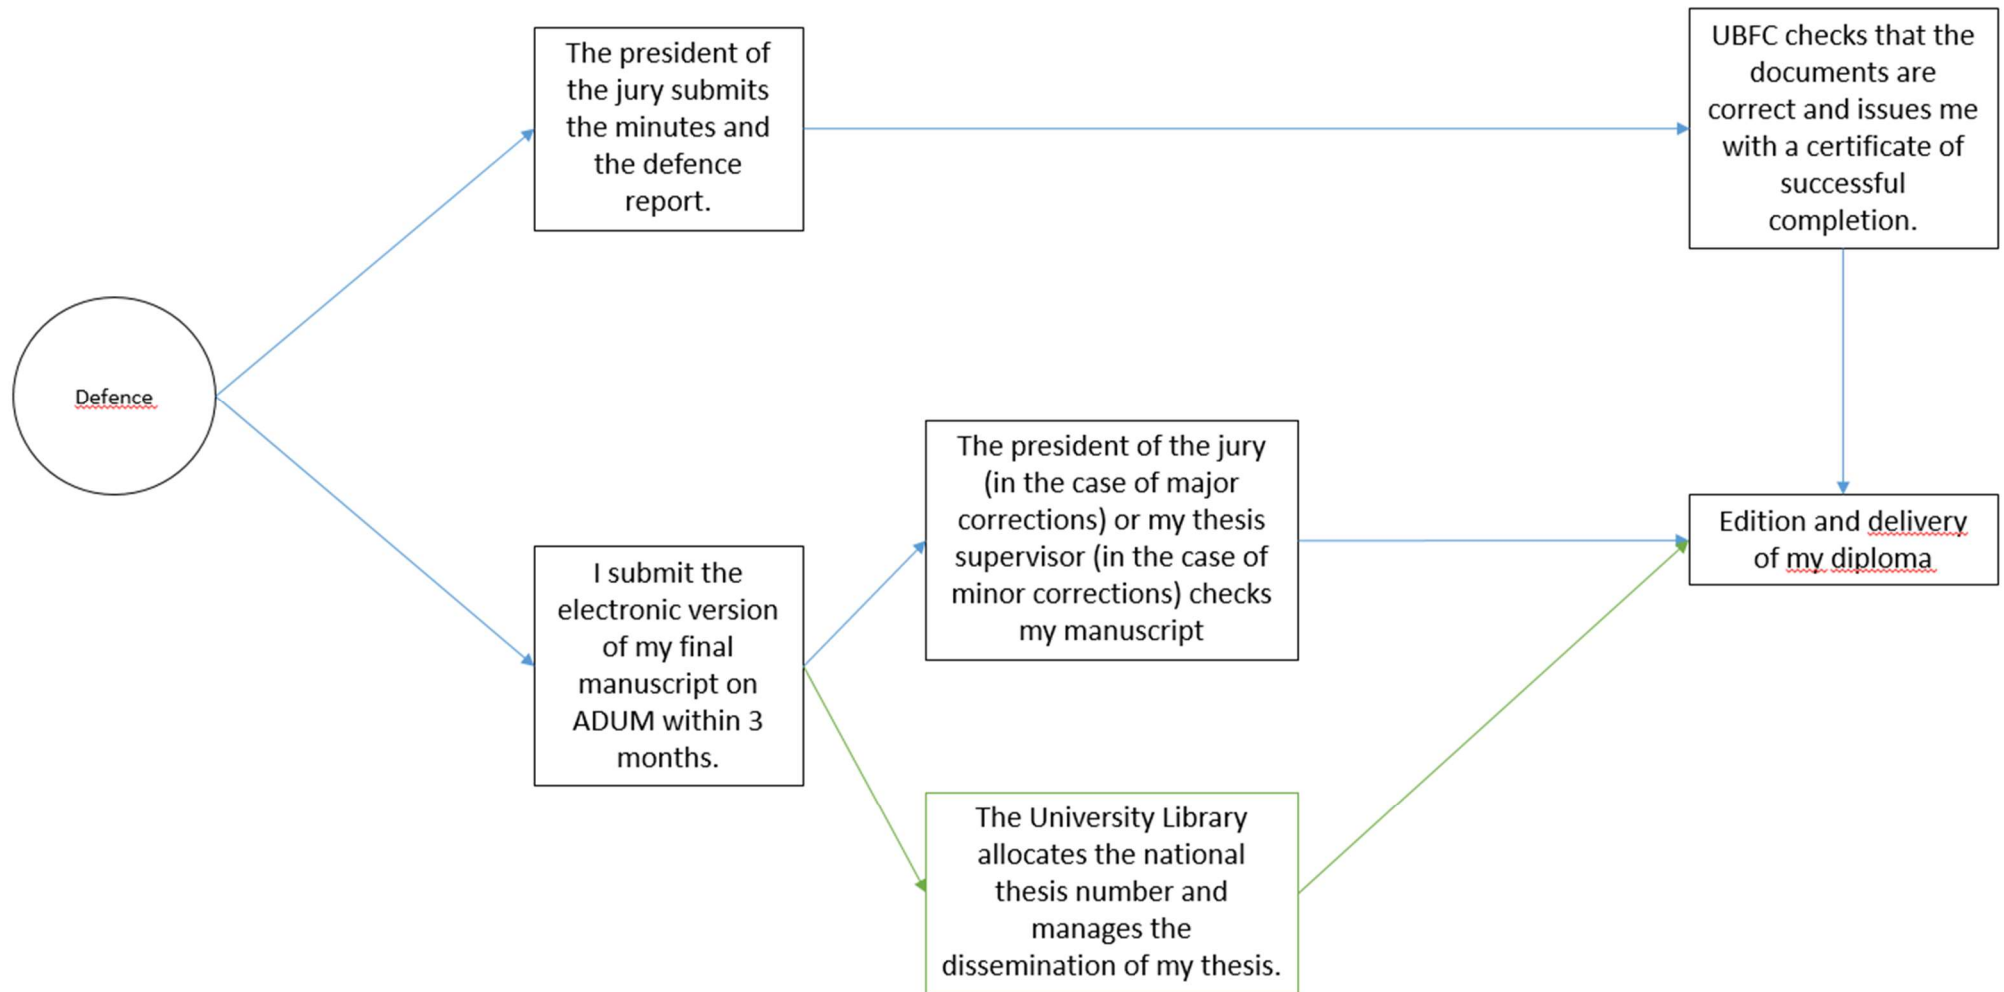 Defence
The president of
the jury submits
the minutes and
the defence
report.
UBFC checks that the
documents are
correct and issues me
with a certificate of
successful
completion.
I submit the
electronic version
of my final
manuscript on
ADUM within 3
months.
The president of the jury
(in the case of major
corrections) or my thesis
supervisor (in the case of
minor corrections) checks
my manuscript
The University Library
allocates the national
thesis number and
manages the
dissemination of my thesis.
Edition and delivery
of my diploma